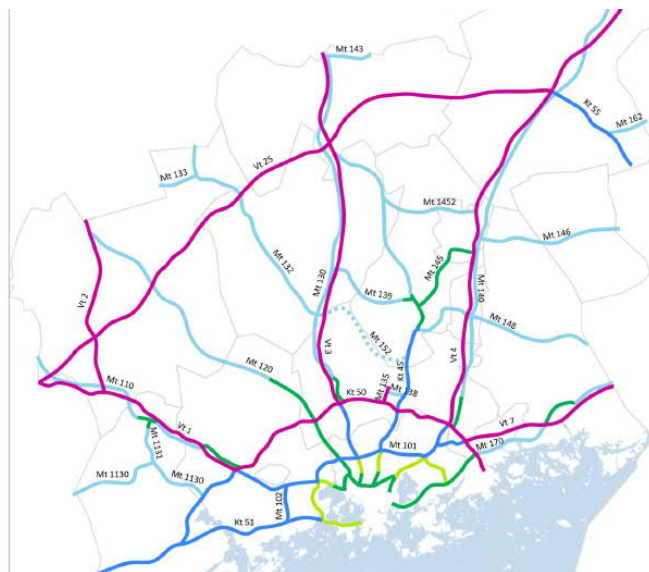 Mt 143
Kt 55
Mt 162
Vt 25
Mt 133
Mt 1452
Mt 146
Mt 132
Mt 130
Mt 145
Mt 139
Mt 140
Vt 2
Mt 152
Mt 148
Vt 3
Kt 45
Vt 4
Mt 120
Mt 110
Kt 50
Mt 135
Mt 138
Vt 7
Vt 1
Mt 1131
Mt 101
Mt 170
Mt 1130
Mt 1130
Mt 102
Kt 51